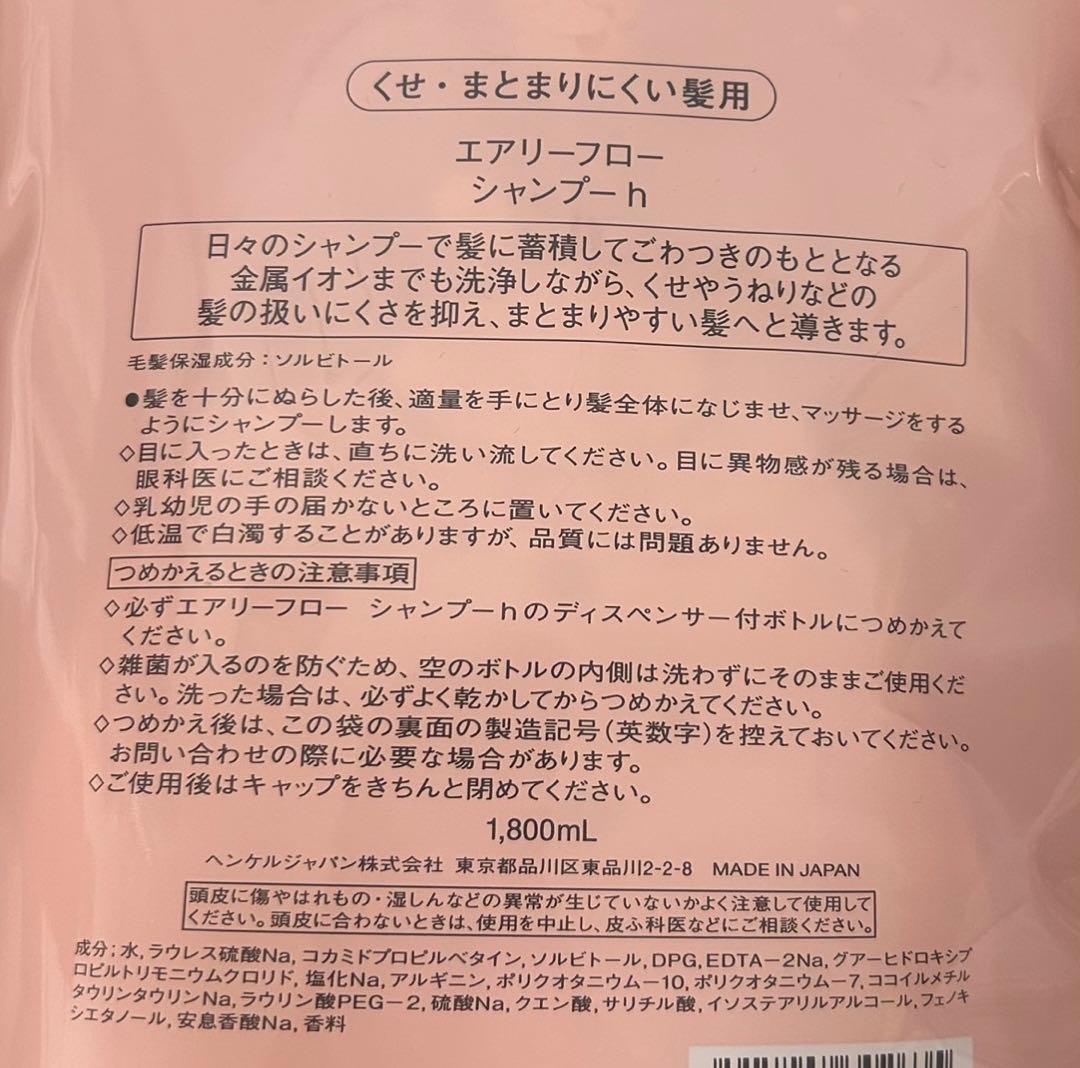 くせ・まとまりにくい髪用
エアリーフロー
シャンプーh
日々のシャンプーで髪に蓄積してごわつきのもととなる
金属イオンまでも洗浄しながら、くせやうねりなどの
髪の扱いにくさを抑え、まとまりやすい髪へと導きます。
毛髪保湿成分：ソルビトール
●髪を十分にぬらした後、適量を手にとり髪全体になじませ、マッサージをする
ようにシャンプーします。
◇目に入ったときは、直ちに洗い流してください。目に異物感が残る場合は、
眼科医にご相談ください。
◇乳幼児の手の届かないところに置いてください。
◇低温で白濁することがありますが、品質には問題ありません。
つめかえるときの注意事項
◇必ずエアリーフロー　シャンプーhのディスペンサー付ボトルにつめかえて
ください。
◇雑菌が入るのを防ぐため、空のボトルの内側は洗わずにそのままご使用くだ
さい。洗った場合は、必ずよく乾かしてからつめかえてください。
◇つめかえ後は、この袋の裏面の製造記号(英数字)を控えておいてください。
お問い合わせの際に必要な場合があります。
◇ご使用後はキャップをきちんと閉めてください。
1,800mL
ヘンケルジャパン株式会社 東京都品川区東品川2-2-8 MADE IN JAPAN
頭皮に傷やはれもの・湿しんなどの異常が生じていないかよく注意して使用して
ください。頭皮に合わないときは、使用を中止し、皮ふ科医などにご相談ください。
成分：水, ラウレス硫酸Na, コカミドプロピルベタイン, ソルビトール, DPG, EDTA－2Na, グアーヒドロキシプ
ロピルトリモニウムクロリド, 塩化Na, アルギニン, ポリクオタニウム－10, ポリクオタニウム－7, ココイルメチル
タウリンタウリンNa, ラウリン酸PEG－2, 硫酸Na, クエン酸, サリチル酸, イソステアリルアルコール, フェノキ
シエタノール, 安息香酸Na, 香料